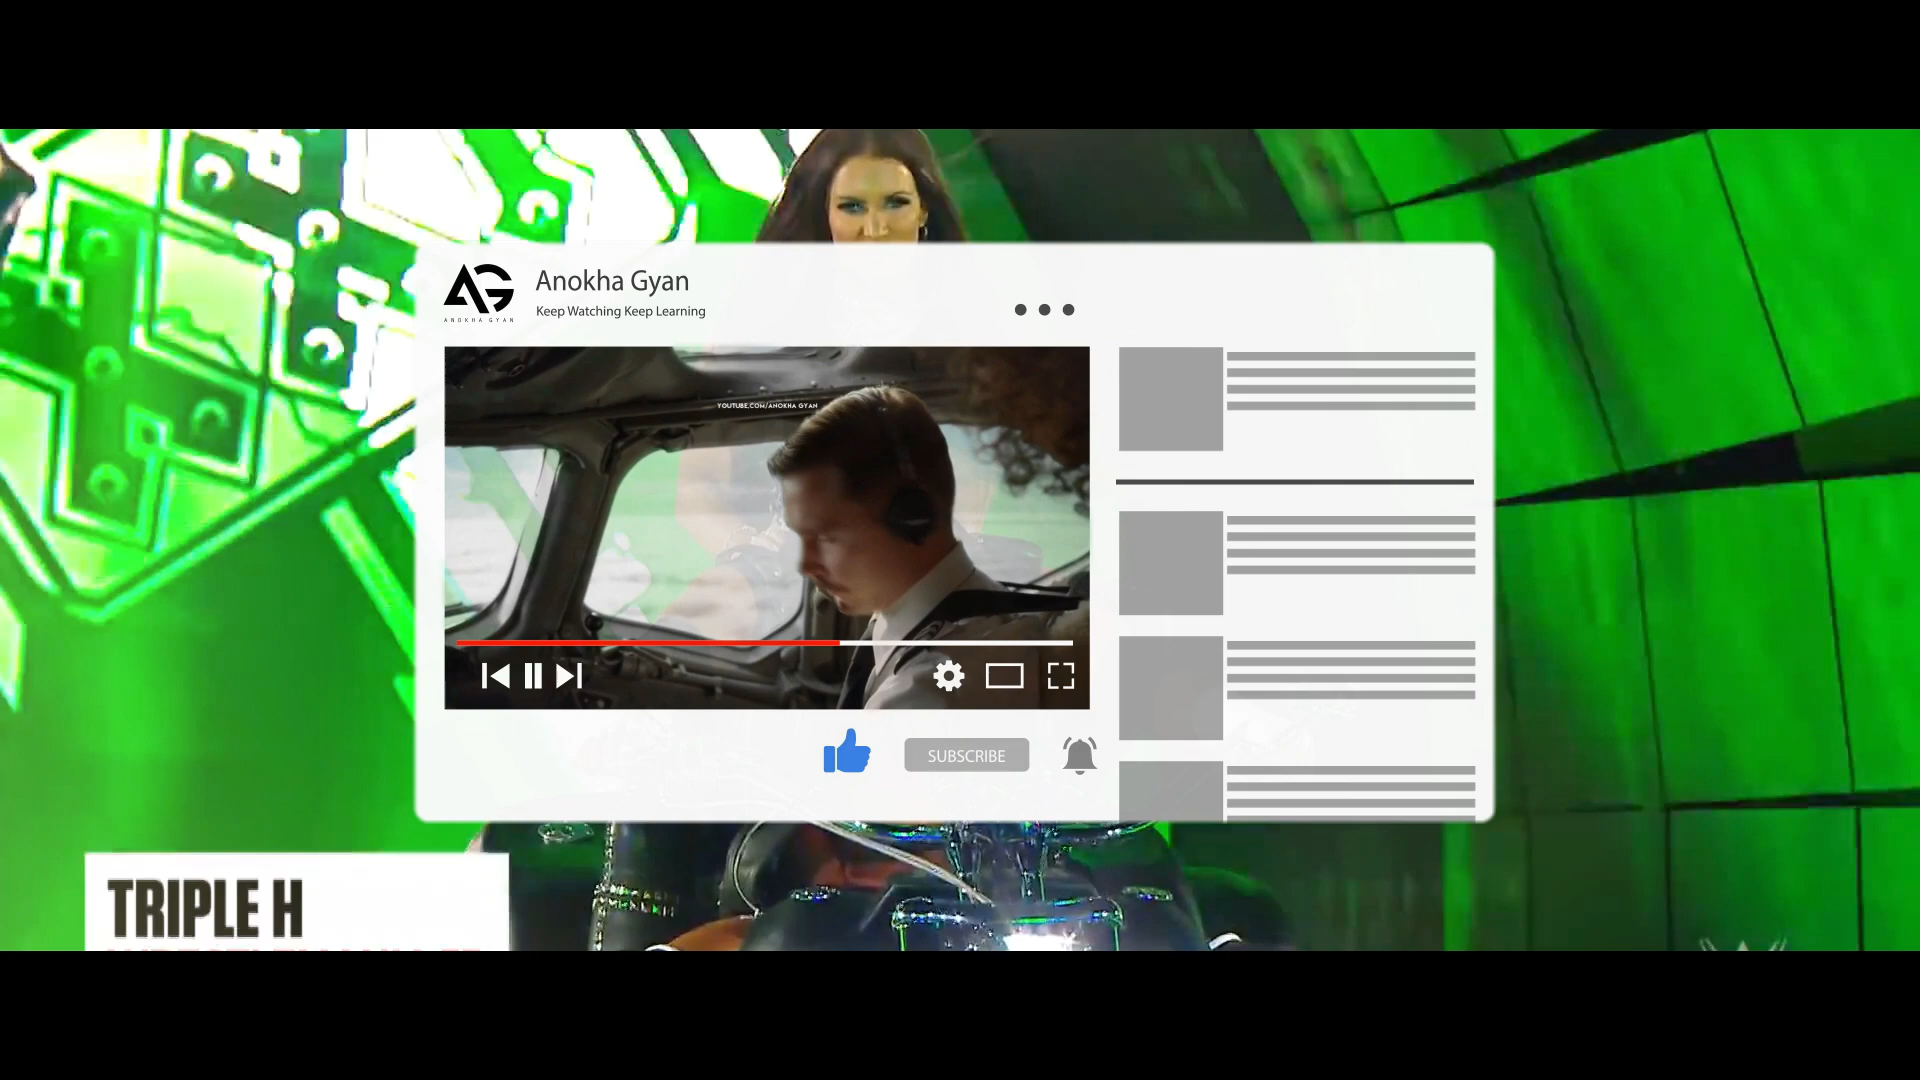 Anokha Gyan
Keep Watching Keep Learning
ANOKHA GYAN
YOUTUBE.COM/ANOKHA GYAN
SUBSCRIBE
TRIPLE H